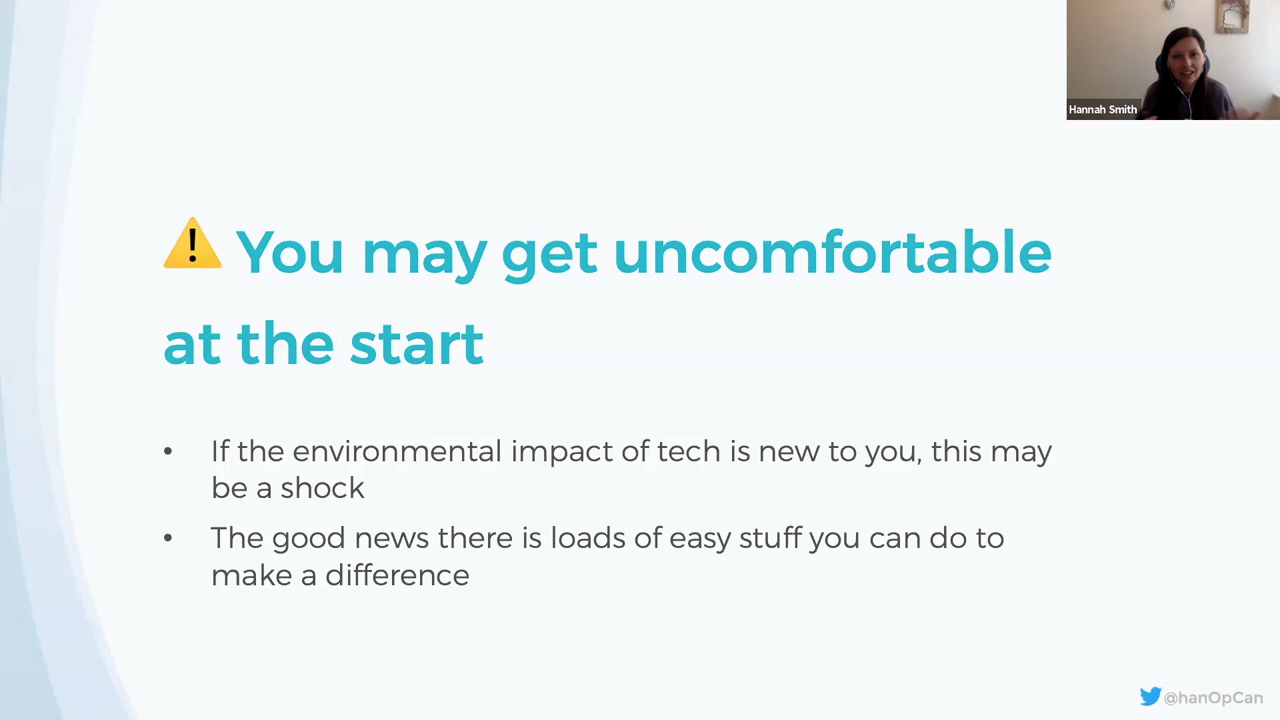 Hannah Smith
⚠️ You may get uncomfortable
at the start
• If the environmental impact of tech is new to you, this may
be a shock
• The good news there is loads of easy stuff you can do to
make a difference
@hanOpCan